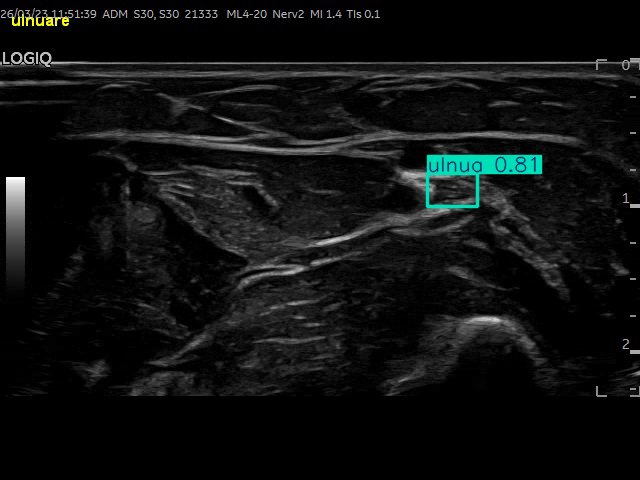 26/03/23 11:51:39 ADM S30, S30 21333 ML4-20 Nerv2 MI 1.4 TIs 0.1
ulnuare
LOGIQ
0
ulnua 0.81
1
2